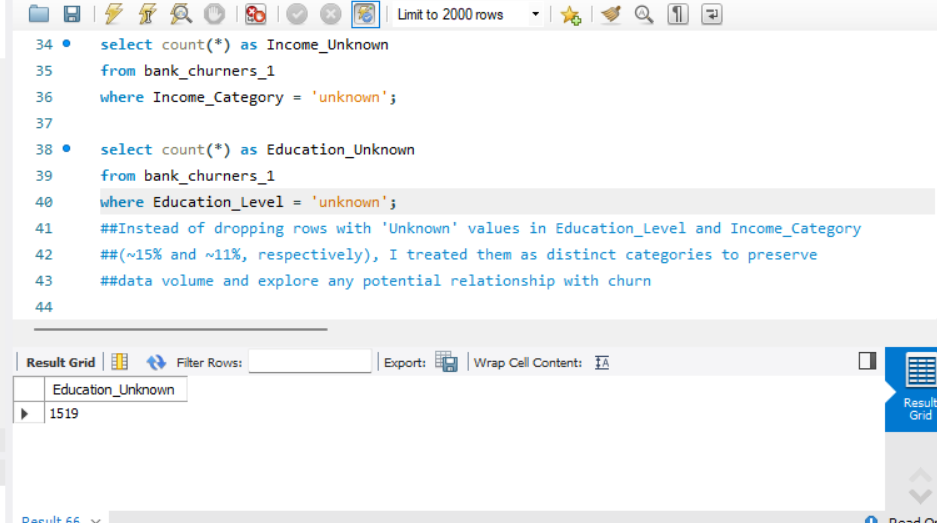 Limit to 2000 rows
34 select count(*) as Income_Unknown
35 from bank_churners_1
36 where Income_Category = 'unknown';
37
38 select count(*) as Education_Unknown
39 from bank_churners_1
40 where Education_Level = 'unknown';
41 ##Instead of dropping rows with 'Unknown' values in Education_Level and Income_Category
42 ##(~15% and ~11%, respectively), I treated them as distinct categories to preserve
43 ##data volume and explore any potential relationship with churn
44
Result Grid Filter Rows: Export: Wrap Cell Content:
Education_Unknown
1519
Result
Grid
Result 66
Read